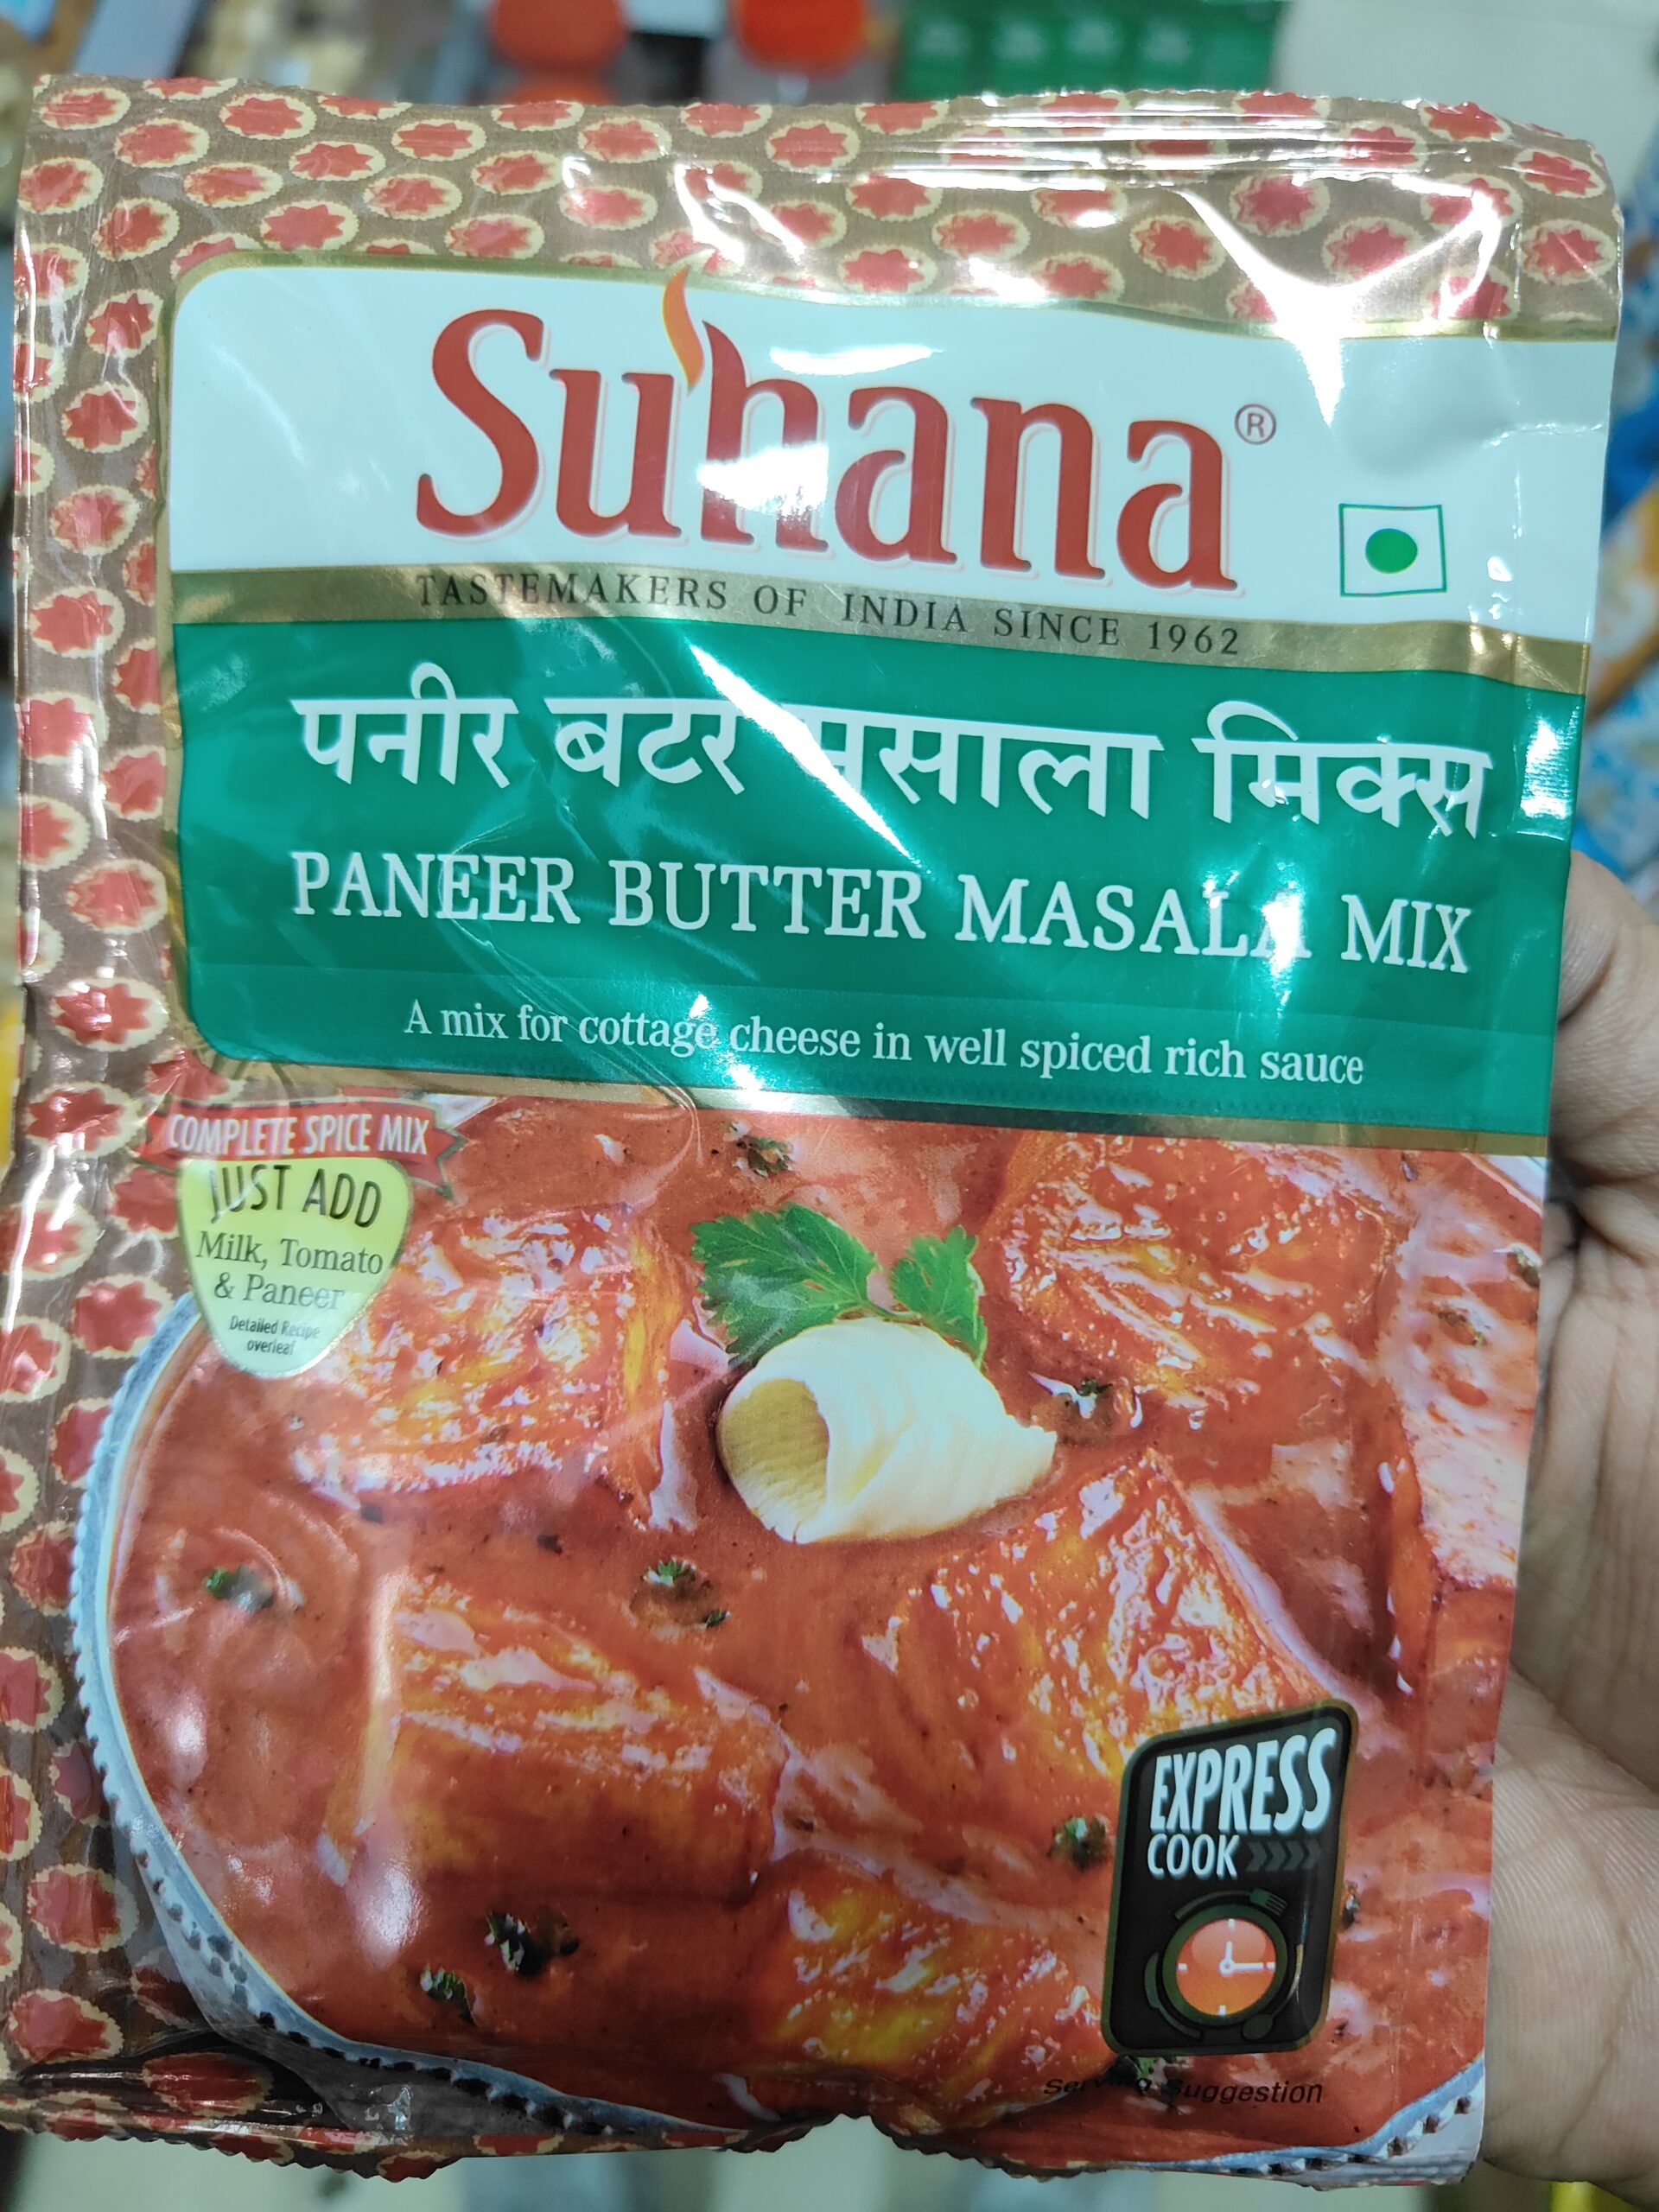 Suhana®
TASTEMAKERS OF INDIA SINCE 1962
पनीर बटर मसाला मिक्स
PANEER BUTTER MASALA MIX
A mix for cottage cheese in well spiced rich sauce
COMPLETE SPICE MIX
JUST ADD
Milk, Tomato
& Paneer
Detailed Recipe
overleaf
EXPRESS
COOK
Serving Suggestion